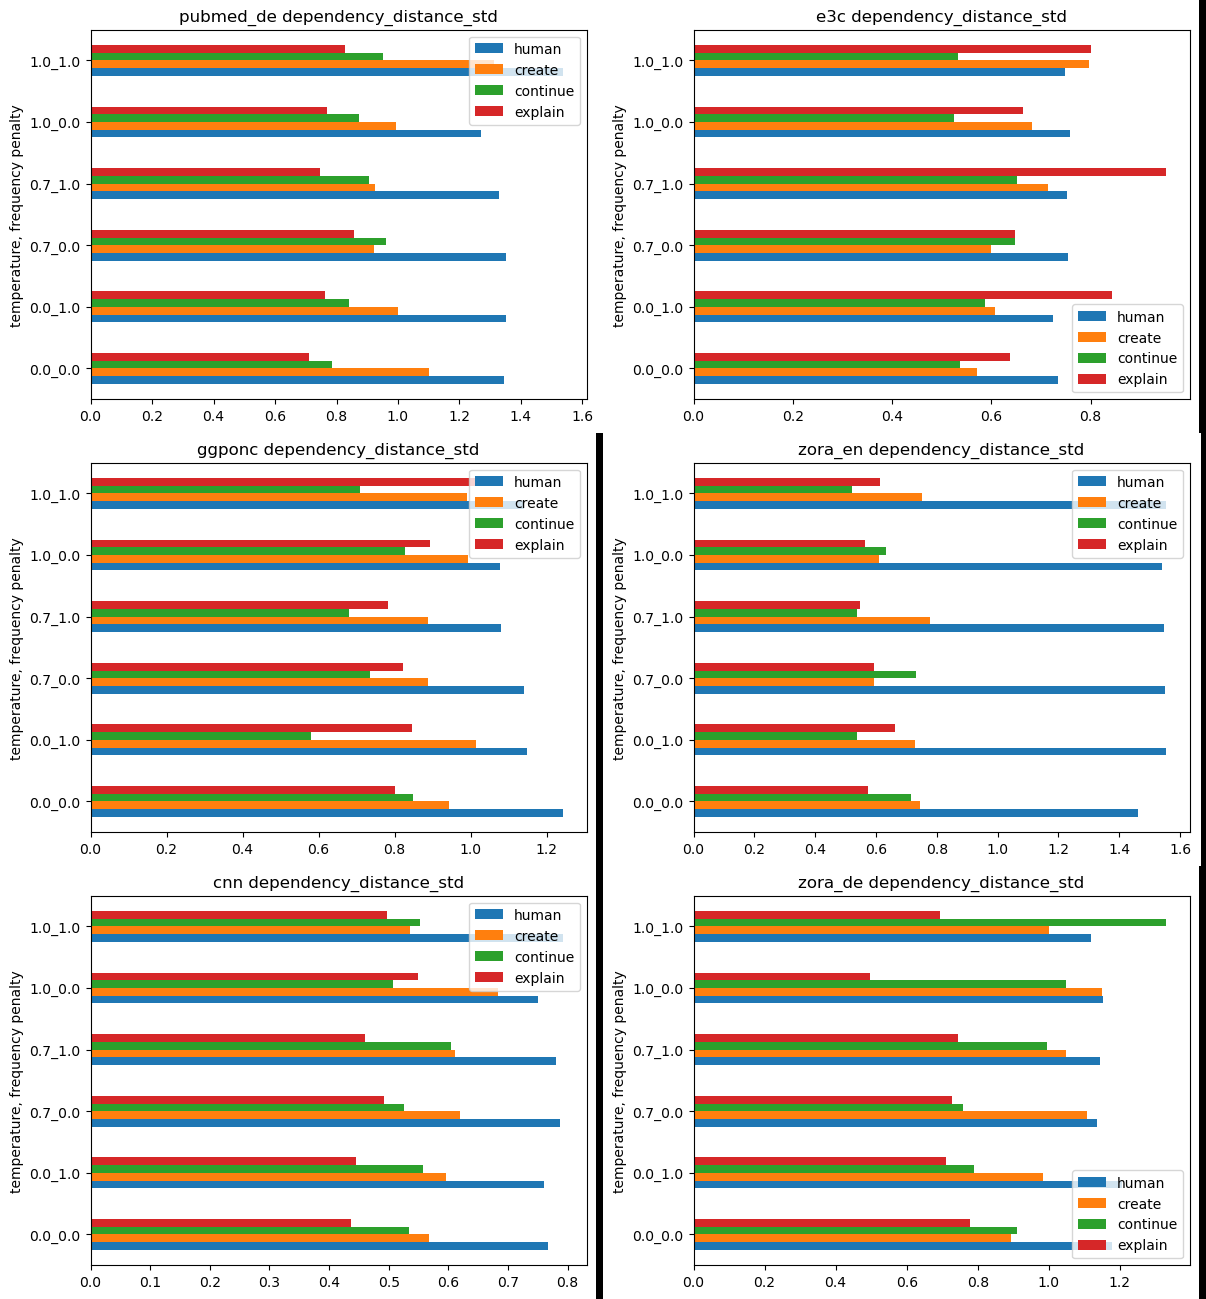 pubmed_de dependency_distance_std
temperature, frequency penalty
1.0_1.0
1.0_0.0
0.7_1.0
0.7_0.0
0.0_1.0
0.0_0.0
0.0 0.2 0.4 0.6 0.8 1.0 1.2 1.4 1.6
human
create
continue
explain
e3c dependency_distance_std
temperature, frequency penalty
1.0_1.0
1.0_0.0
0.7_1.0
0.7_0.0
0.0_1.0
0.0_0.0
0.0 0.2 0.4 0.6 0.8
human
create
continue
explain
ggponc dependency_distance_std
temperature, frequency penalty
1.0_1.0
1.0_0.0
0.7_1.0
0.7_0.0
0.0_1.0
0.0_0.0
0.0 0.2 0.4 0.6 0.8 1.0 1.2
human
create
continue
explain
zora_en dependency_distance_std
temperature, frequency penalty
1.0_1.0
1.0_0.0
0.7_1.0
0.7_0.0
0.0_1.0
0.0_0.0
0.0 0.2 0.4 0.6 0.8 1.0 1.2 1.4 1.6
human
create
continue
explain
cnn dependency_distance_std
temperature, frequency penalty
1.0_1.0
1.0_0.0
0.7_1.0
0.7_0.0
0.0_1.0
0.0_0.0
0.0 0.1 0.2 0.3 0.4 0.5 0.6 0.7 0.8
human
create
continue
explain
zora_de dependency_distance_std
temperature, frequency penalty
1.0_1.0
1.0_0.0
0.7_1.0
0.7_0.0
0.0_1.0
0.0_0.0
0.0 0.2 0.4 0.6 0.8 1.0 1.2
human
create
continue
explain